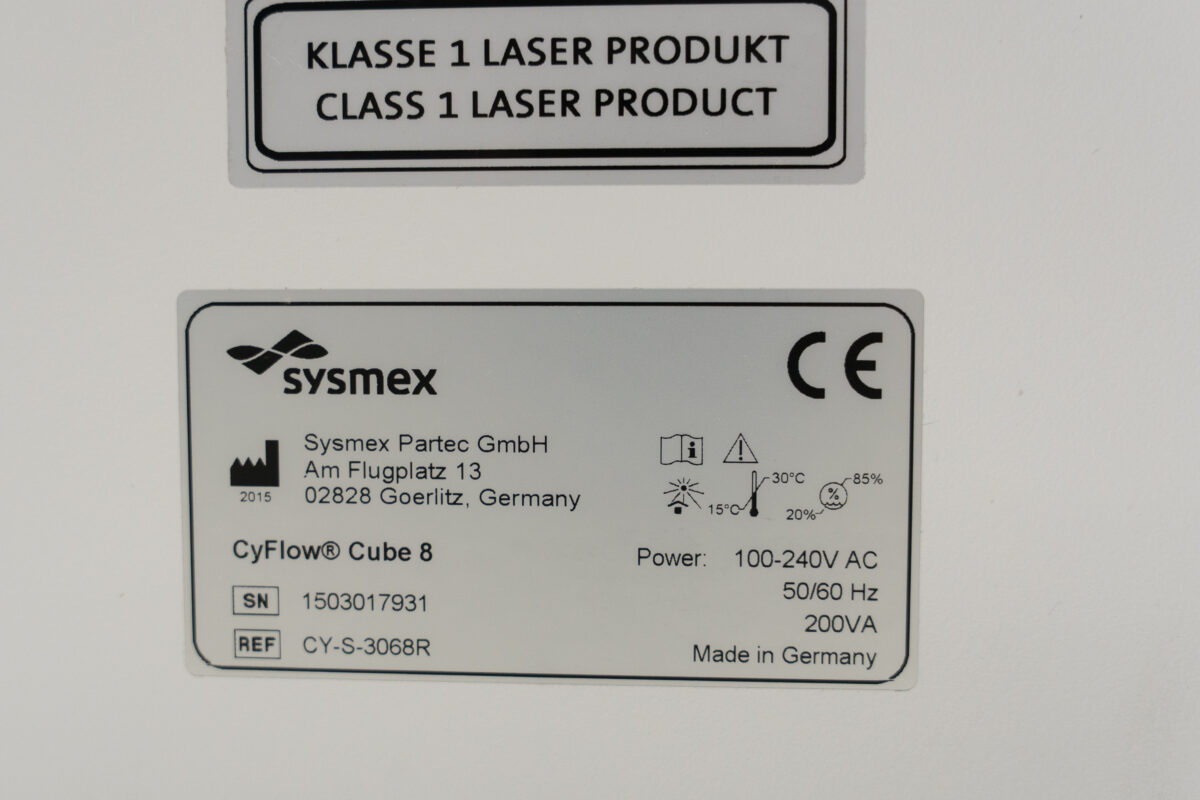 KLASSE 1 LASER PRODUKT
CLASS 1 LASER PRODUCT
sysmex
CE
Sysmex Partec GmbH
Am Flugplatz 13
02828 Goerlitz, Germany
2015
i
!
30°C
15°C
%
85%
20%
CyFlow® Cube 8
SN 1503017931
REF CY-S-3068R
Power: 100-240V AC
50/60 Hz
200VA
Made in Germany